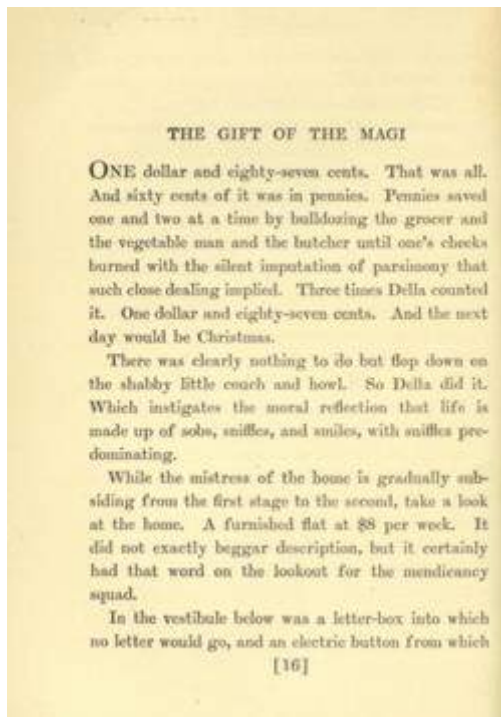 THE GIFT OF THE MAGI
ONE dollar and eighty-seven cents. That was all.
And sixty cents of it was in pennies. Pennies saved
one and two at a time by bulldozing the grocer and
the vegetable man and the butcher until one's cheeks
burned with the silent imputation of parsimony that
such close dealing implied. Three times Della counted
it. One dollar and eighty-seven cents. And the next
day would be Christmas.
There was clearly nothing to do but flop down on
the shabby little couch and howl. So Della did it.
Which instigates the moral reflection that life is
made up of sobs, sniffles, and smiles, with sniffles pre-
dominating.
While the mistress of the home is gradually sub-
siding from the first stage to the second, take a look
at the home. A furnished flat at $8 per week. It
did not exactly beggar description, but it certainly
had that word on the lookout for the mendicancy
squad.
In the vestibule below was a letter-box into which
no letter would go, and an electric button from which
[16]